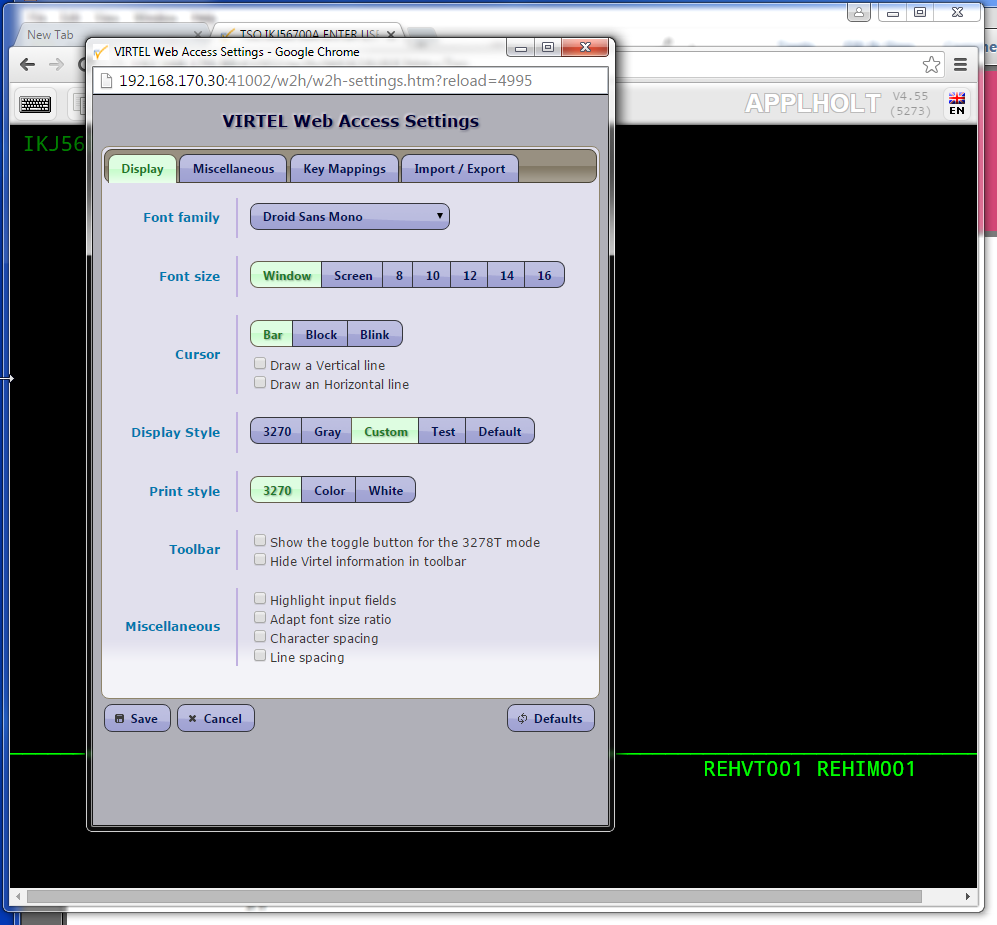 New Tab
TSO IKJ56700A ENTER USE
VIRTEL Web Access Settings - Google Chrome
192.168.170.30:41002/w2h/w2h-settings.htm?reload=4995
APPLHOLT
V4.55
(5273)
EN
IKJ56
VIRTEL Web Access Settings
Display Miscellaneous Key Mappings Import / Export
Font family Droid Sans Mono
Font size Window Screen 8 10 12 14 16
Cursor Bar Block Blink
Draw a Vertical line
Draw an Horizontal line
Display Style 3270 Gray Custom Test Default
Print style 3270 Color White
Toolbar
Show the toggle button for the 3278T mode
Hide Virtel information in toolbar
Miscellaneous
Highlight input fields
Adapt font size ratio
Character spacing
Line spacing
Save Cancel Defaults
REHVT001 REHIM001